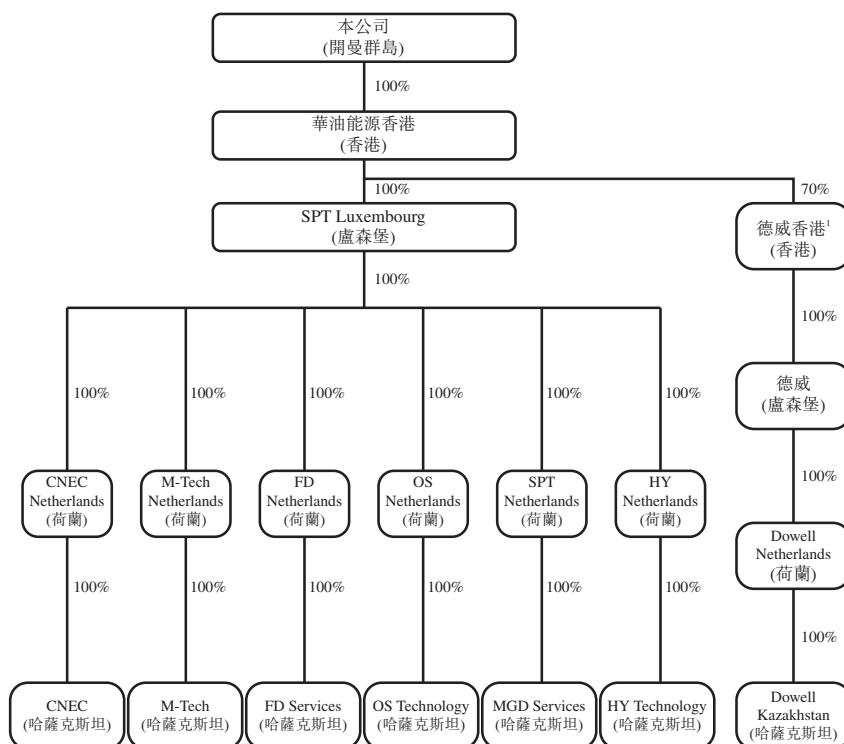 本公司
(開曼群島)
100%
華油能源香港
(香港)
100%
70%
SPT Luxembourg
(盧森堡)
德威香港1
(香港)
100%
100%
德威
(盧森堡)
100%
100%
100%
100%
100%
100%
100%
CNEC
Netherlands
(荷蘭)
M-Tech
Netherlands
(荷蘭)
FD
Netherlands
(荷蘭)
OS
Netherlands
(荷蘭)
SPT
Netherlands
(荷蘭)
HY
Netherlands
(荷蘭)
Dowell
Netherlands
(荷蘭)
100%
100%
100%
100%
100%
100%
100%
CNEC
(哈薩克斯坦)
M-Tech
(哈薩克斯坦)
FD Services
(哈薩克斯坦)
OS Technology
(哈薩克斯坦)
MGD Services
(哈薩克斯坦)
HY Technology
(哈薩克斯坦)
Dowell
Kazakhstan
(哈薩克斯坦)